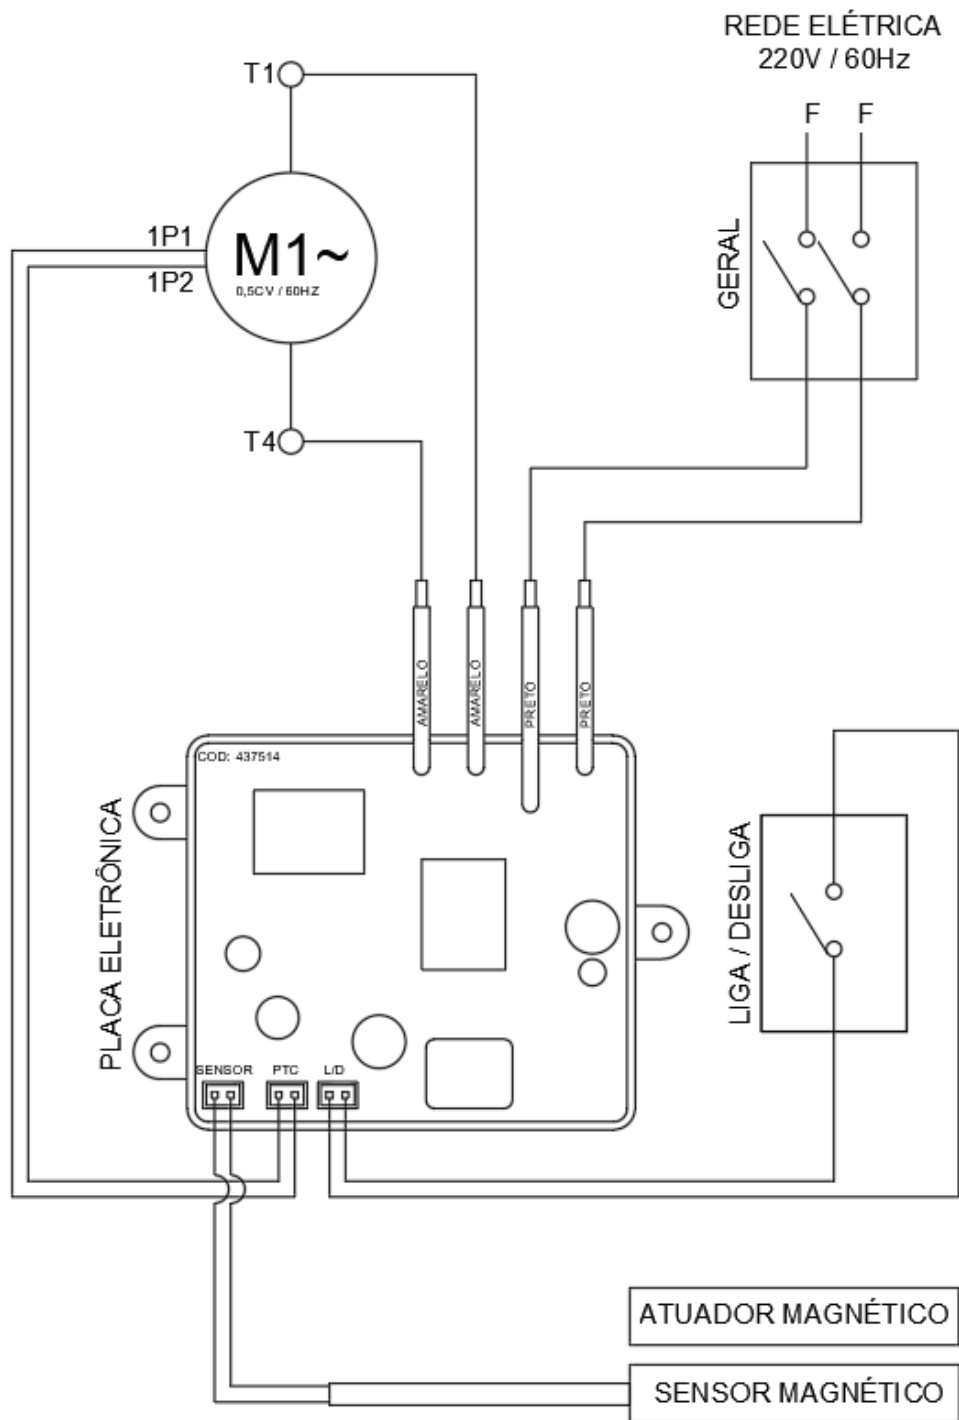 REDE ELÉTRICA
220V / 60Hz
F F
GERAL
T1
1P1
1P2
M1~
0,5CV / 60HZ
T4
AMARELO
AMARELO
PRETO
PRETO
COD: 437514
PLACA ELETRÔNICA
LIGA / DESLIGA
SENSOR PTC L/D
ATUADOR MAGNÉTICO
SENSOR MAGNÉTICO